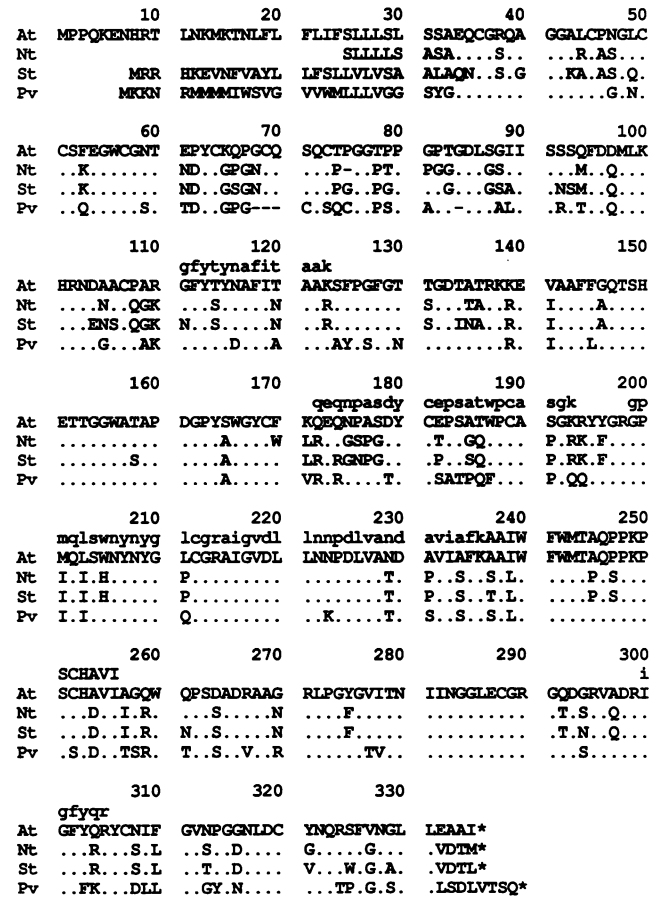 10 20 30 40 50
At MPPQKENHRT LNKMKTNLFL FLIFSLLLSL SSAEQCGRQA GGALCPNGLC
Nt SLLLLS ASA....S.. ...R.AS...
St MRR HKEVNFVAYL LFSLLVLVSA ALAQN..S.G ..KA.AS.Q.
Pv MKKN RMMMMIWSVG VVWMLLLVGG SYG....... .......G.N.
60 70 80 90 100
At CSFEGWCGNT EPYCKQPGCQ SQCTPGGTPP GPTGDLSGII SSSQFDDMLK
Nt ..K....... ND..GPGN.. ...P-..PT. PGG...GS.. ...M..Q...
St ..K....... ND..GSGN.. ...PG..PG. ..G...GSA. .NSM..Q...
Pv ..Q.....S. TD..GPG--- C.SQC..PS. A..-...AL. .R.T..Q...
110 120 130 140 150
gfytynafit aak
At HRNDAACPAR GFYTYNAFIT AAKSFPGFGT TGDTATRKKE VAAFFGQTSH
Nt ....N..QGK ...S.....N ..R....... S...TA..R. I...A.....
St ...ENS.QGK N..S.....N ..R....... S..INA..R. I...A.....
Pv ....G...AK .....D...A ...AY.S..N ........R. I..L......
160 170 180 190 200
qeqnpasdy cepsatwpca sgk gp
At ETTGGWATAP DGPYSWGYCF KQEQNPASDY CEPSATWPCA SGKRYYGRGP
Nt .......... .....A...W LR..GSPG.. .T..GQ.... P.RK.F....
St .......S.. .......... LR.RGNPG.. .P..SQ.... P.RK.F....
Pv .......... .....A.... VR.R....T. .SATPQF... P.QQ......
210 220 230 240 250
mqlswnynyg lcgraigvdl lnnpdlvand aviafkAAIW FWMTAQPPKP
At MQLSWNYNYG LCGRAIGVDL LNNPDLVAND AVIAFKAAIW FWMTAQPPKP
Nt I.I.H..... P......... ........T. P..S..S.L. ....P.S...
St I.I.H..... P......... ........T. P..S..T.L. ....P.S...
Pv I.I....... Q......... ..K.....T. S..S..S.L. ..........
260 270 280 290 300
SCHAVI i
At SCHAVIAGQW QPSDADRAAG RLPGYGVITN IINGGLECGR GQDGRVADRI
Nt ...D..I.R. ...S.....N ....F..... .......... .T.S..Q...
St ...D..I.R. N..S.....N ....F..... .......... .T.N..Q...
Pv .S.D..TSR. T..S..V..R ......TV.. .......... ...S......
310 320 330
gfyqr
At GFYQRYCNIF GVNPGGNLDC YNQRSFVNGL LEAAI*
Nt ...R...S.L ...S..D... G.....G... .VDTM*
St ...R...S.L ...T..D... V...W.G.A. .VDTL*
Pv ..FK...DLL ..GY.N.... ...TP.G.S. .LSDLVTSQ*